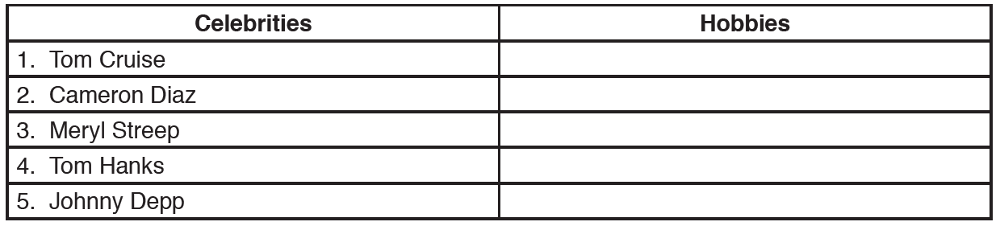 Celebrities Hobbies
1. Tom Cruise
2. Cameron Diaz
3. Meryl Streep
4. Tom Hanks
5. Johnny Depp